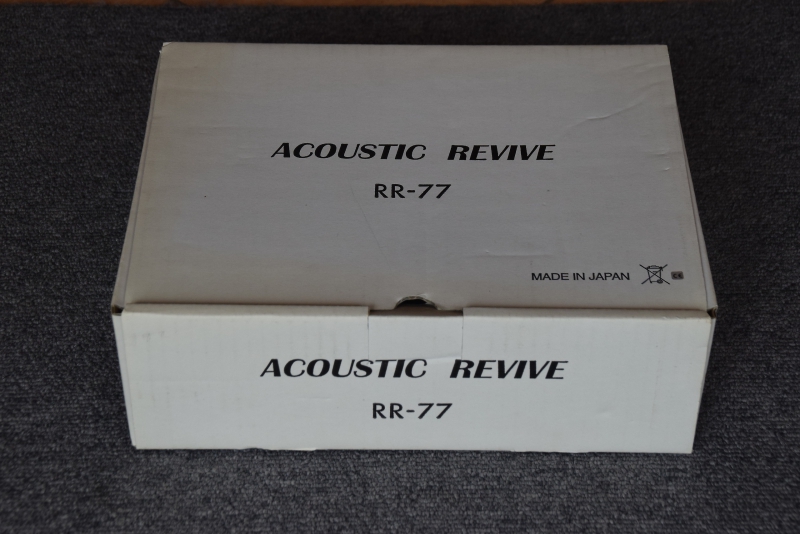 ACOUSTIC REVIVE
RR-77
MADE IN JAPAN
ACOUSTIC REVIVE
RR-77